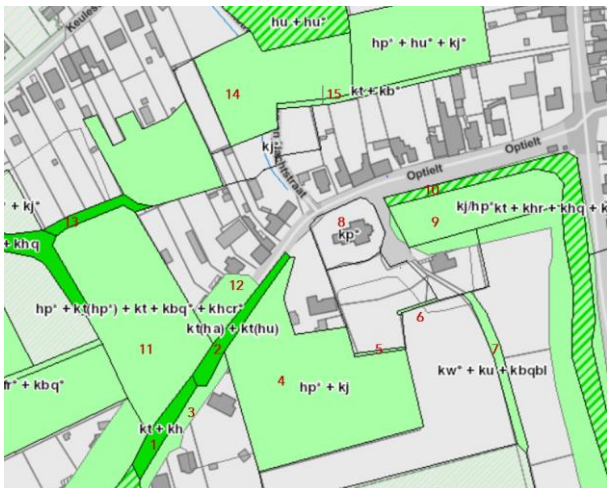 hu + hu°
Keules
hp° + hu° + kj°
14
15
kt + kb°
kj
Optielt
Optielt
10
13
° + kj°
+ khq
8
kp°
9
kj/hp° kt + khr + khq + k
12
hp° + kt(hp°) + kt + kbq° + khcr°
kt(ha) + kt(hu)
6
11
2
5
7
4
hp° + kj
kw° + ku + kbqbl
fr° + kbq°
3
kt + kh
1